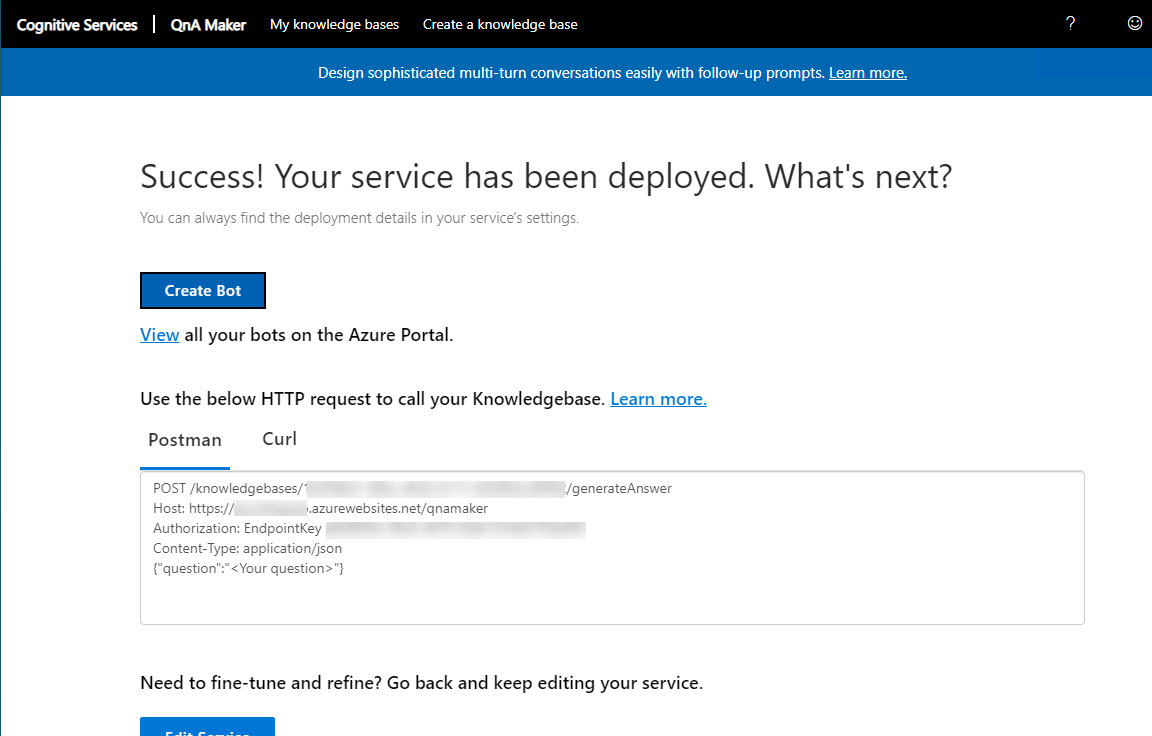 Cognitive Services | QnA Maker My knowledge bases Create a knowledge base ?
Design sophisticated multi-turn conversations easily with follow-up prompts. Learn more.
Success! Your service has been deployed. What's next?
You can always find the deployment details in your service's settings.
Create Bot
View all your bots on the Azure Portal.
Use the below HTTP request to call your Knowledgebase. Learn more.
Postman Curl
POST /knowledgebases/ /generateAnswer
Host: https:// .azurewebsites.net/qnamaker
Authorization: EndpointKey
Content-Type: application/json
{"question":"<Your question>"}
Need to fine-tune and refine? Go back and keep editing your service.
Edit Service